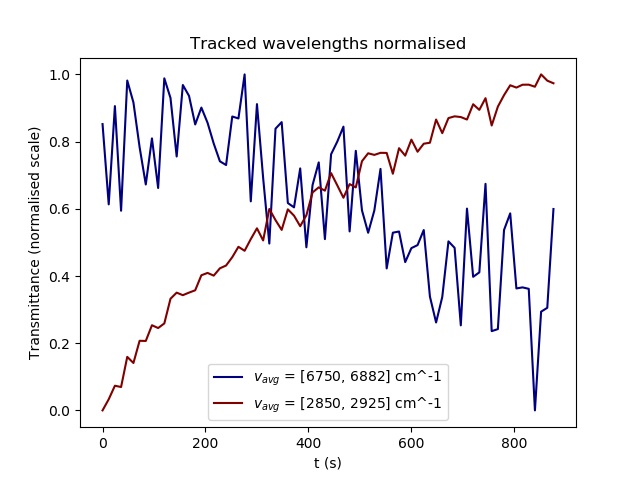 Tracked wavelengths normalised
Transmittance (normalised scale)
1.0
0.8
0.6
0.4
0.2
0.0
v_avg = [6750, 6882] cm^-1
v_avg = [2850, 2925] cm^-1
0 200 400 600 800
t (s)